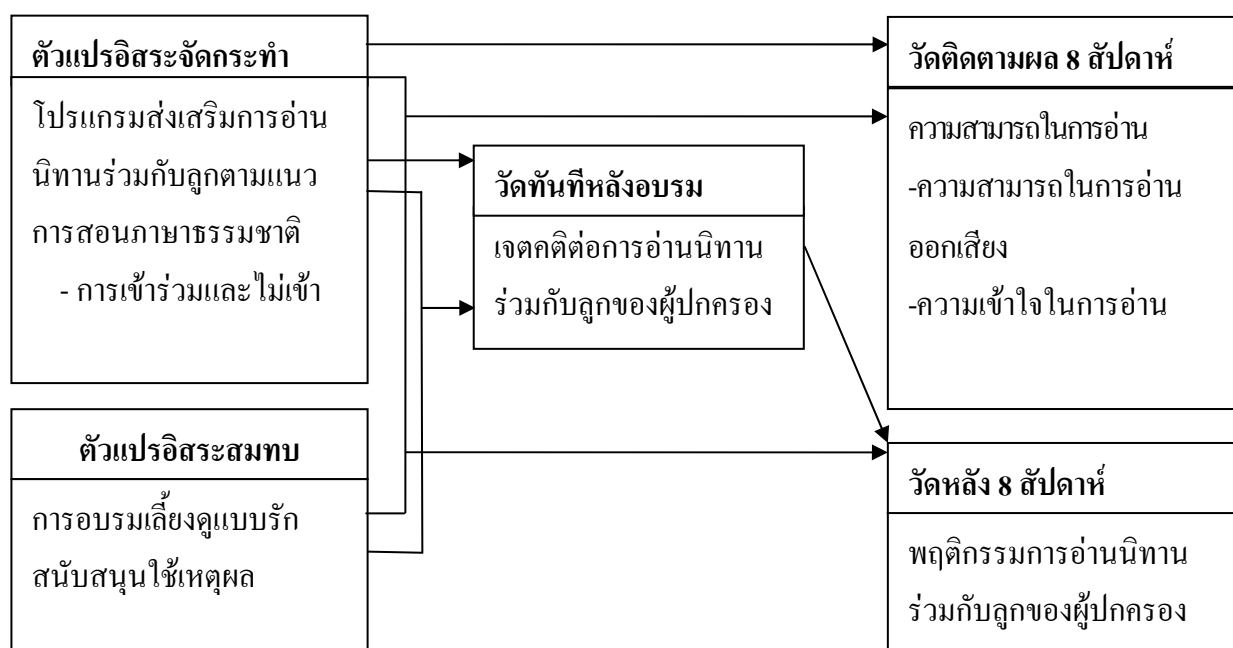 ตัวแปรอิสระจัดกระทำ
โปรแกรมส่งเสริมการอ่าน
นิทานร่วมกับลูกตามแนว
การสอนภาษาธรรมชาติ
- การเข้าร่วมและไม่เข้า
ตัวแปรอิสระสมทบ
การอบรมเลี้ยงดูแบบรัก
สนับสนุนใช้เหตุผล
วัดทันทีหลังอบรม
เจตคติต่อการอ่านนิทาน
ร่วมกับลูกของผู้ปกครอง
วัดติดตามผล 8 สัปดาห์
ความสามารถในการอ่าน
-ความสามารถในการอ่าน
ออกเสียง
-ความเข้าใจในการอ่าน
วัดหลัง 8 สัปดาห์
พฤติกรรมการอ่านนิทาน
ร่วมกับลูกของผู้ปกครอง